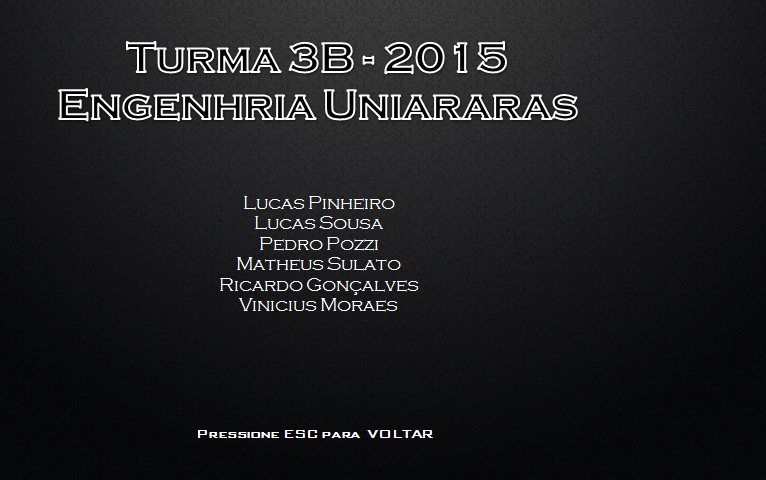 Turma 3B - 2015
Engenhria Uniararas
Lucas Pinheiro
Lucas Sousa
Pedro Pozzi
Matheus Sulato
Ricardo Gonçalves
Vinicius Moraes
Pressione ESC para VOLTAR